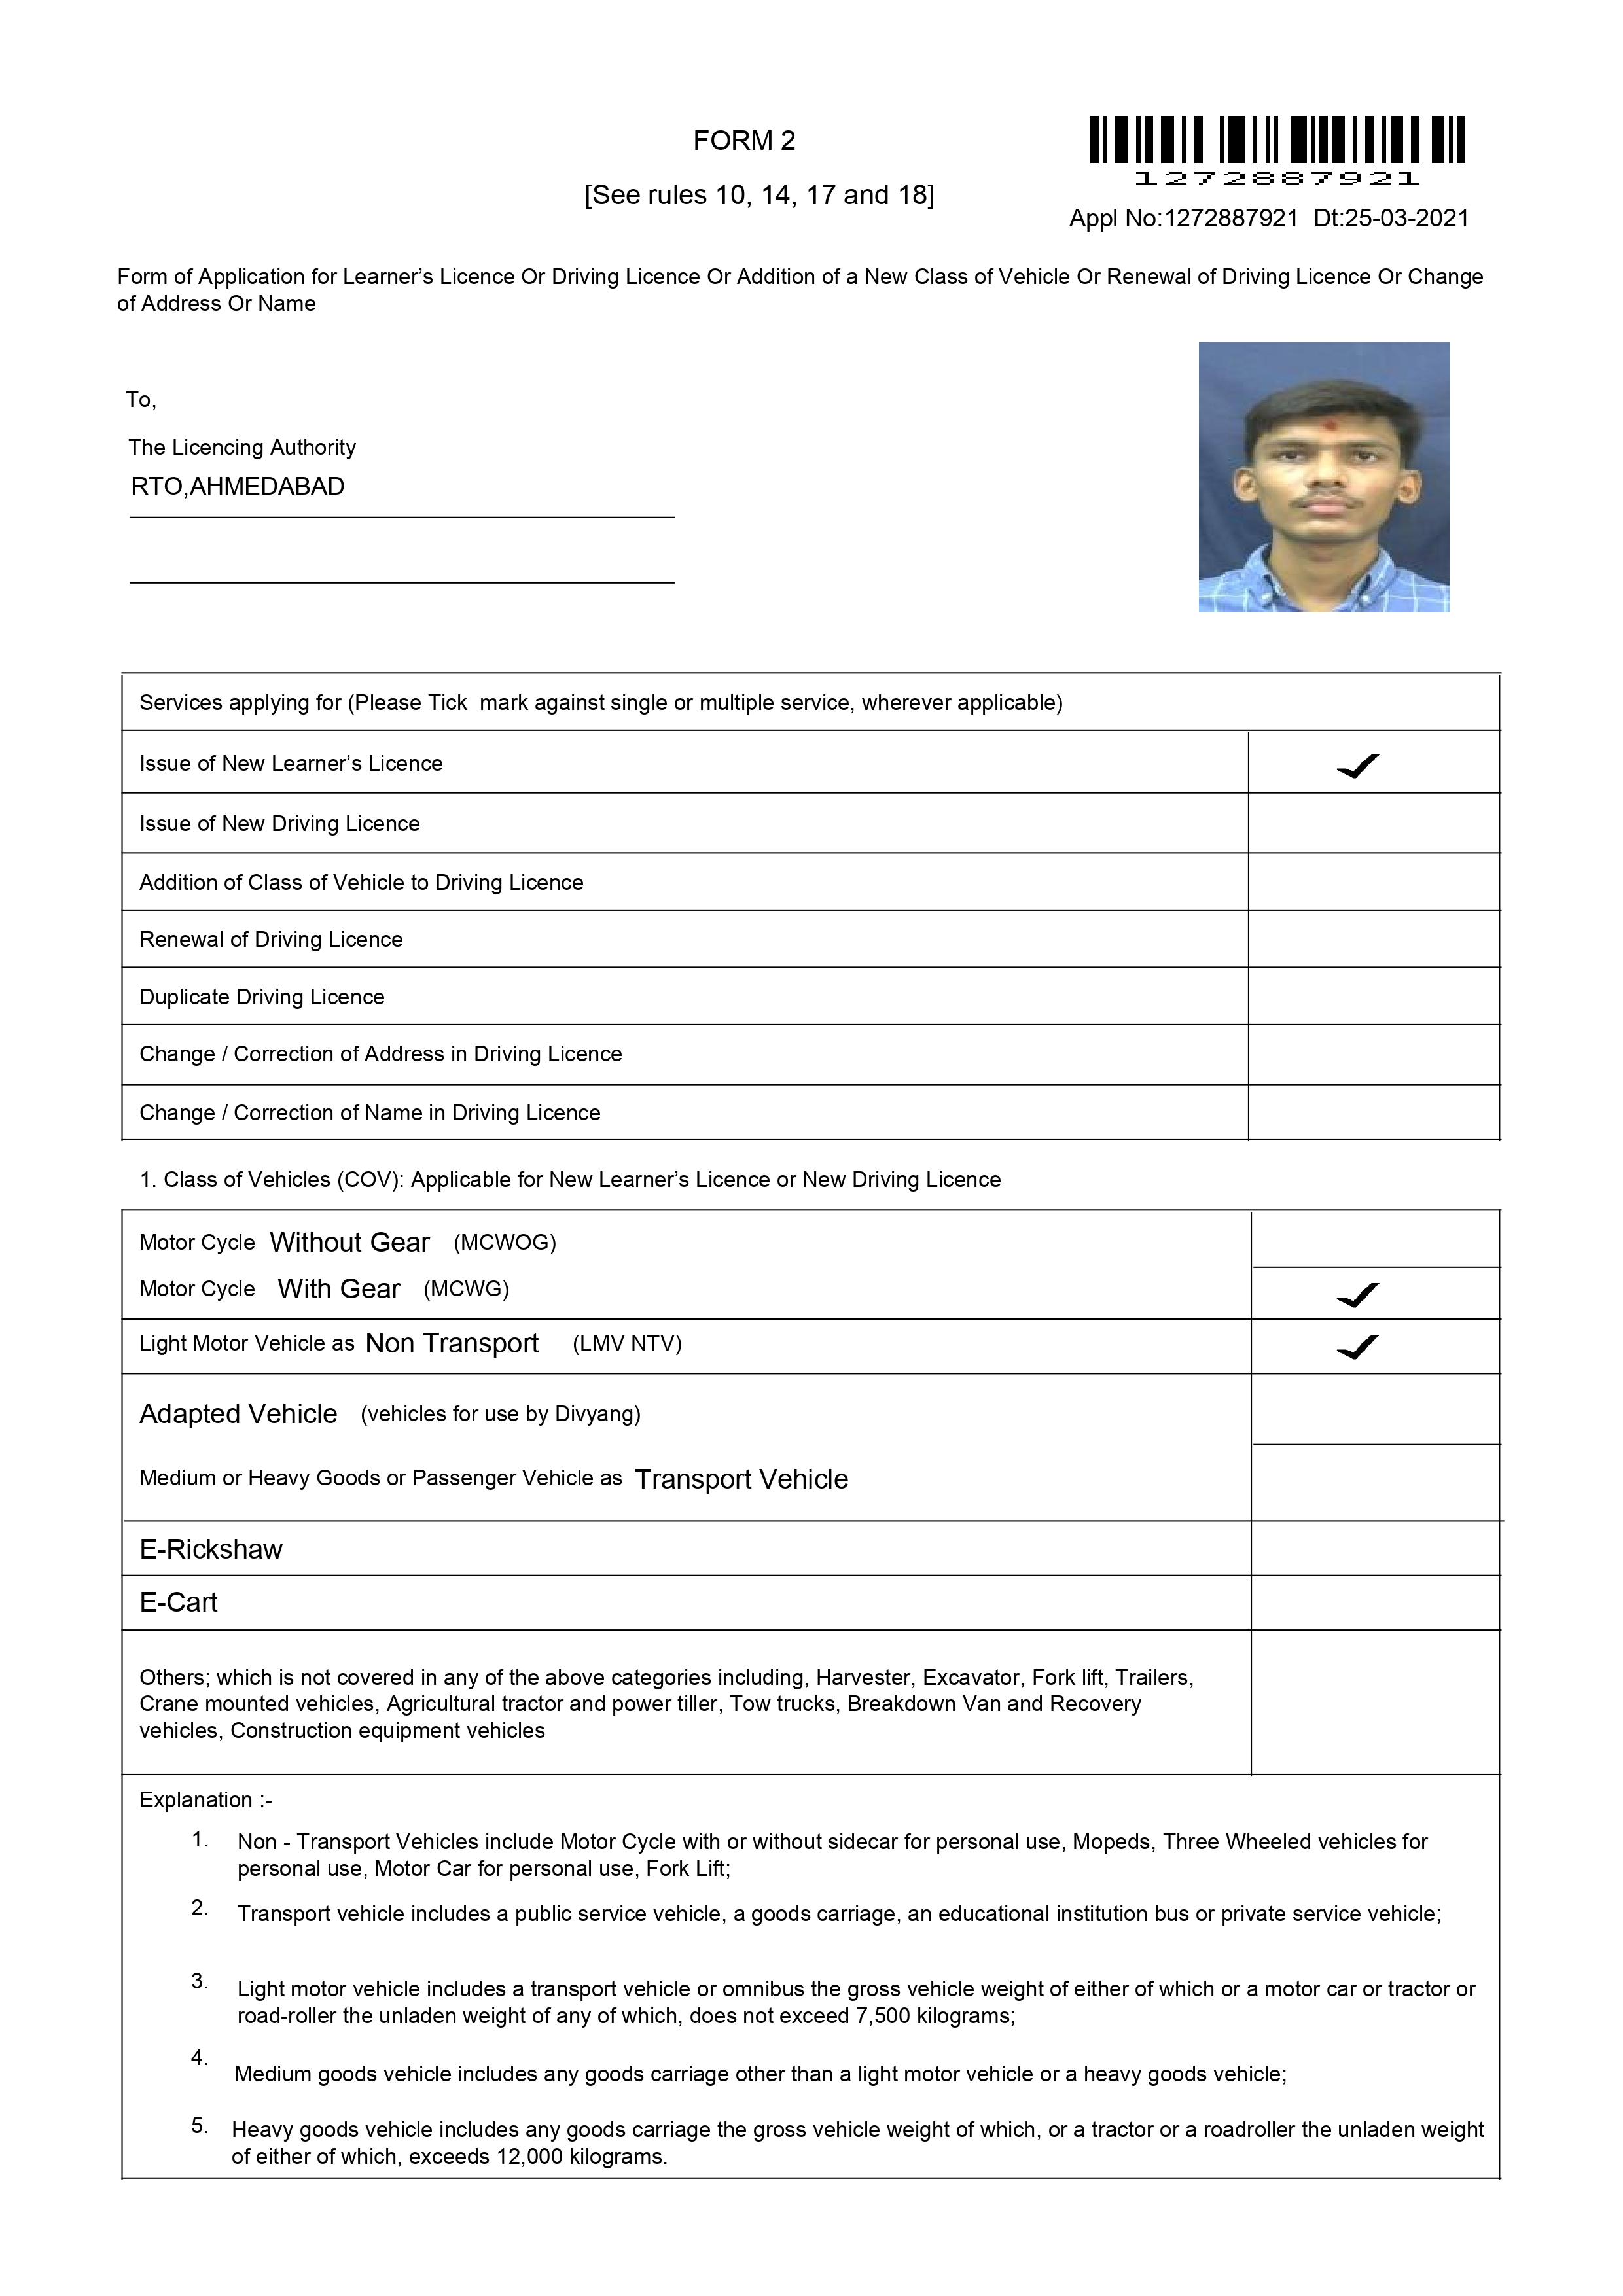 FORM 2
[See rules 10, 14, 17 and 18]
1272887921
Appl No:1272887921  Dt:25-03-2021
Form of Application for Learner’s Licence Or Driving Licence Or Addition of a New Class of Vehicle Or Renewal of Driving Licence Or Change
of Address Or Name
To,
The Licencing Authority
RTO,AHMEDABAD
Services applying for (Please Tick  mark against single or multiple service, wherever applicable)
Issue of New Learner’s Licence ✓
Issue of New Driving Licence
Addition of Class of Vehicle to Driving Licence
Renewal of Driving Licence
Duplicate Driving Licence
Change / Correction of Address in Driving Licence
Change / Correction of Name in Driving Licence
1. Class of Vehicles (COV): Applicable for New Learner’s Licence or New Driving Licence
Motor Cycle Without Gear (MCWOG)
Motor Cycle With Gear (MCWG) ✓
Light Motor Vehicle as Non Transport (LMV NTV) ✓
Adapted Vehicle (vehicles for use by Divyang)
Medium or Heavy Goods or Passenger Vehicle as Transport Vehicle
E-Rickshaw
E-Cart
Others; which is not covered in any of the above categories including, Harvester, Excavator, Fork lift, Trailers,
Crane mounted vehicles, Agricultural tractor and power tiller, Tow trucks, Breakdown Van and Recovery
vehicles, Construction equipment vehicles
Explanation :-
1. Non - Transport Vehicles include Motor Cycle with or without sidecar for personal use, Mopeds, Three Wheeled vehicles for
personal use, Motor Car for personal use, Fork Lift;
2. Transport vehicle includes a public service vehicle, a goods carriage, an educational institution bus or private service vehicle;
3. Light motor vehicle includes a transport vehicle or omnibus the gross vehicle weight of either of which or a motor car or tractor or
road-roller the unladen weight of any of which, does not exceed 7,500 kilograms;
4. Medium goods vehicle includes any goods carriage other than a light motor vehicle or a heavy goods vehicle;
5. Heavy goods vehicle includes any goods carriage the gross vehicle weight of which, or a tractor or a roadroller the unladen weight
of either of which, exceeds 12,000 kilograms.